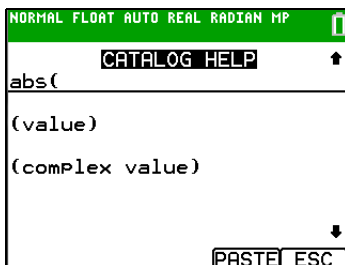 NORMAL FLOAT AUTO REAL RADIAN MP
CATALOG HELP
abs(
(value)
(complex value)
PASTE ESC